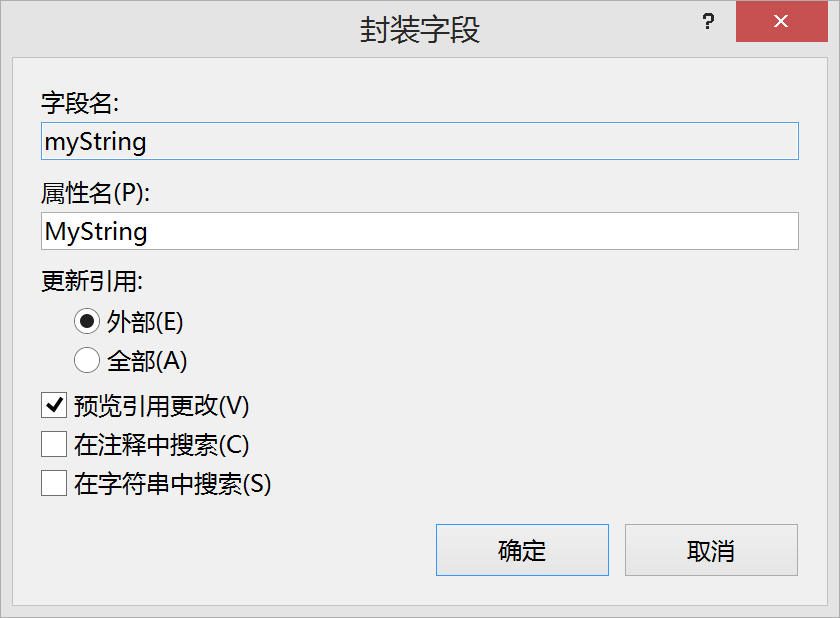 封装字段
?
字段名:
myString
属性名(P):
MyString
更新引用:
外部(E)
全部(A)
预览引用更改(V)
在注释中搜索(C)
在字符串中搜索(S)
确定 取消